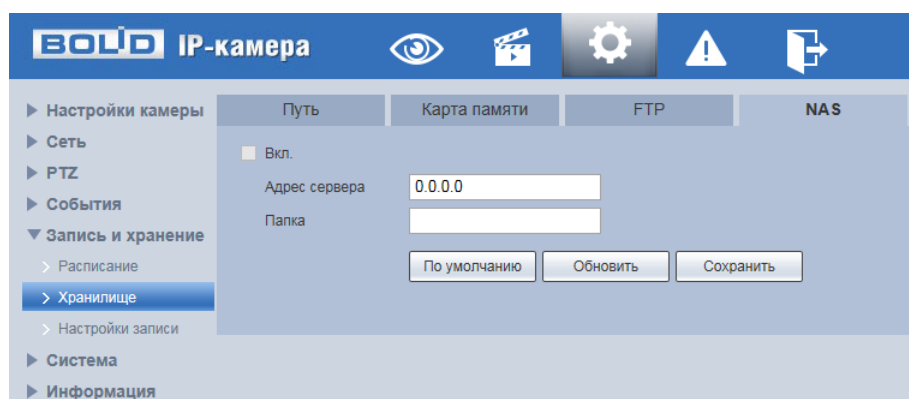 BOLID IP-камера
Настройки камеры
Сеть
PTZ
События
Запись и хранение
Расписание
Хранилище
Настройки записи
Система
Информация
Путь Карта памяти FTP NAS
Вкл.
Адрес сервера 0.0.0.0
Папка
По умолчанию Обновить Сохранить